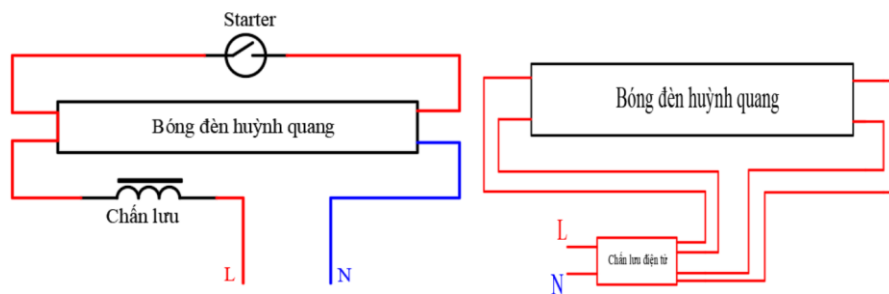 Starter
Bóng đèn huỳnh quang
Chấn lưu
L
N
Bóng đèn huỳnh quang
L
Chấn lưu điện tử
N